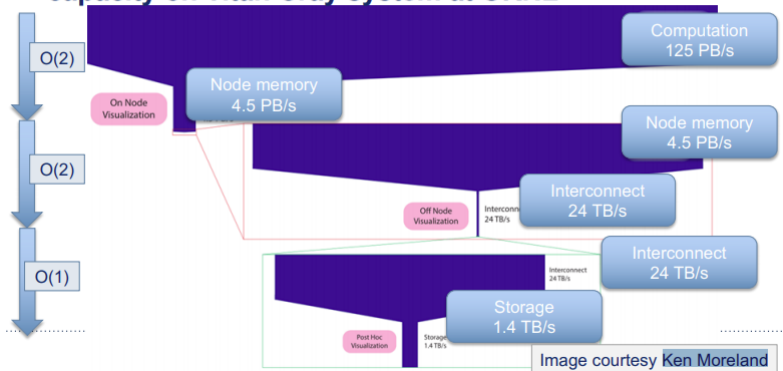 Computation
125 PB/s
O(2)
Node memory
4.5 PB/s
On Node
Visualization
Node memory
4.5 PB/s
O(2)
Interconnect
24 TB/s
Off Node
Visualization
24 TB/s
Interconnect
24 TB/s
O(1)
Interconnect
24 TB/s
Storage
1.4 TB/s
Post Hoc
Visualization
1.4 TB/s
Image courtesy Ken Moreland